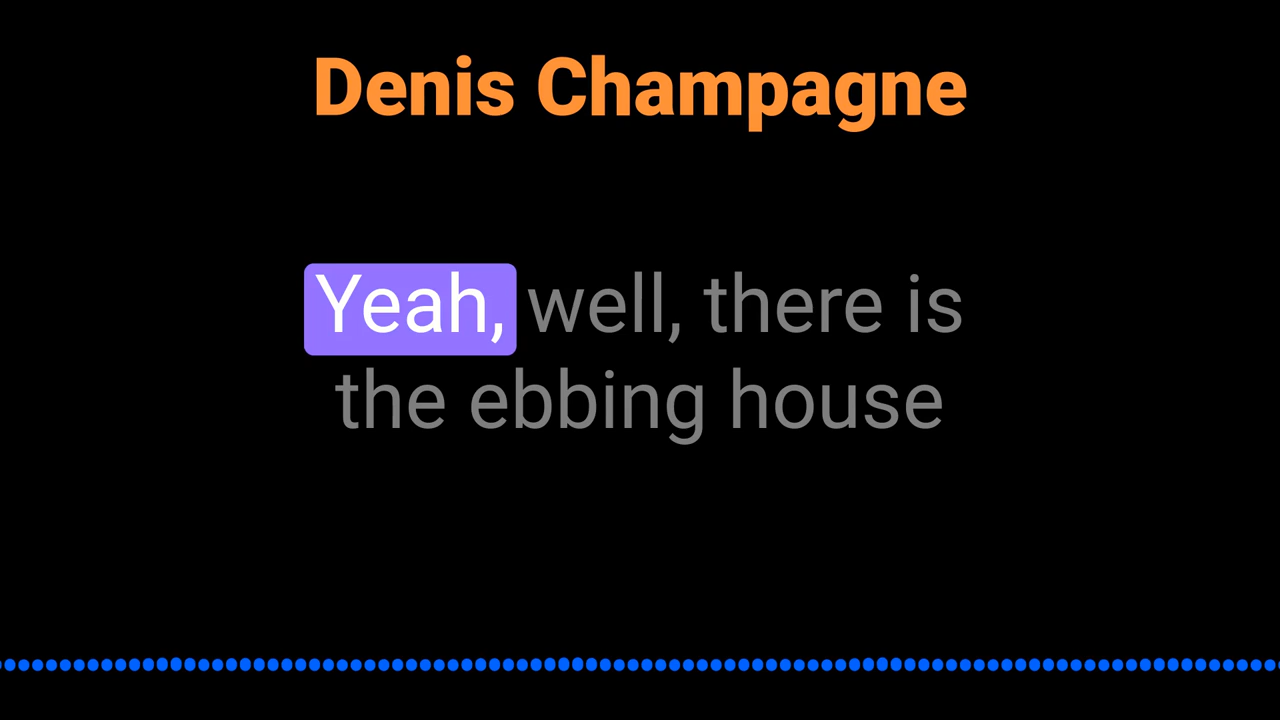 Denis Champagne
Yeah, well, there is
the ebbing house